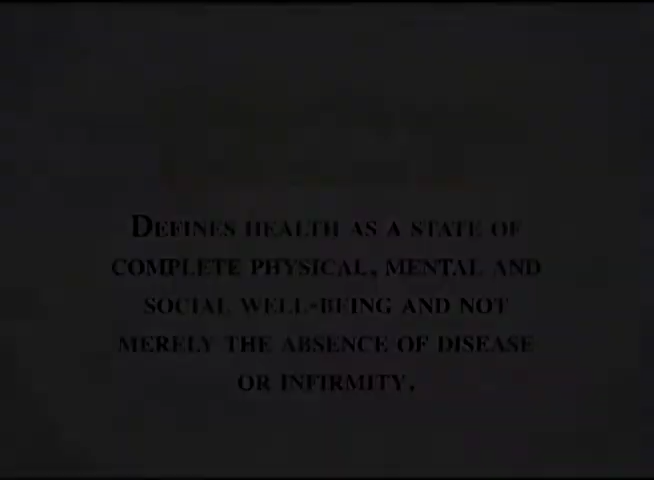 DEFINES HEALTH AS A STATE OF
COMPLETE PHYSICAL, MENTAL AND
SOCIAL WELL-BEING AND NOT
MERELY THE ABSENCE OF DISEASE
OR INFIRMITY.